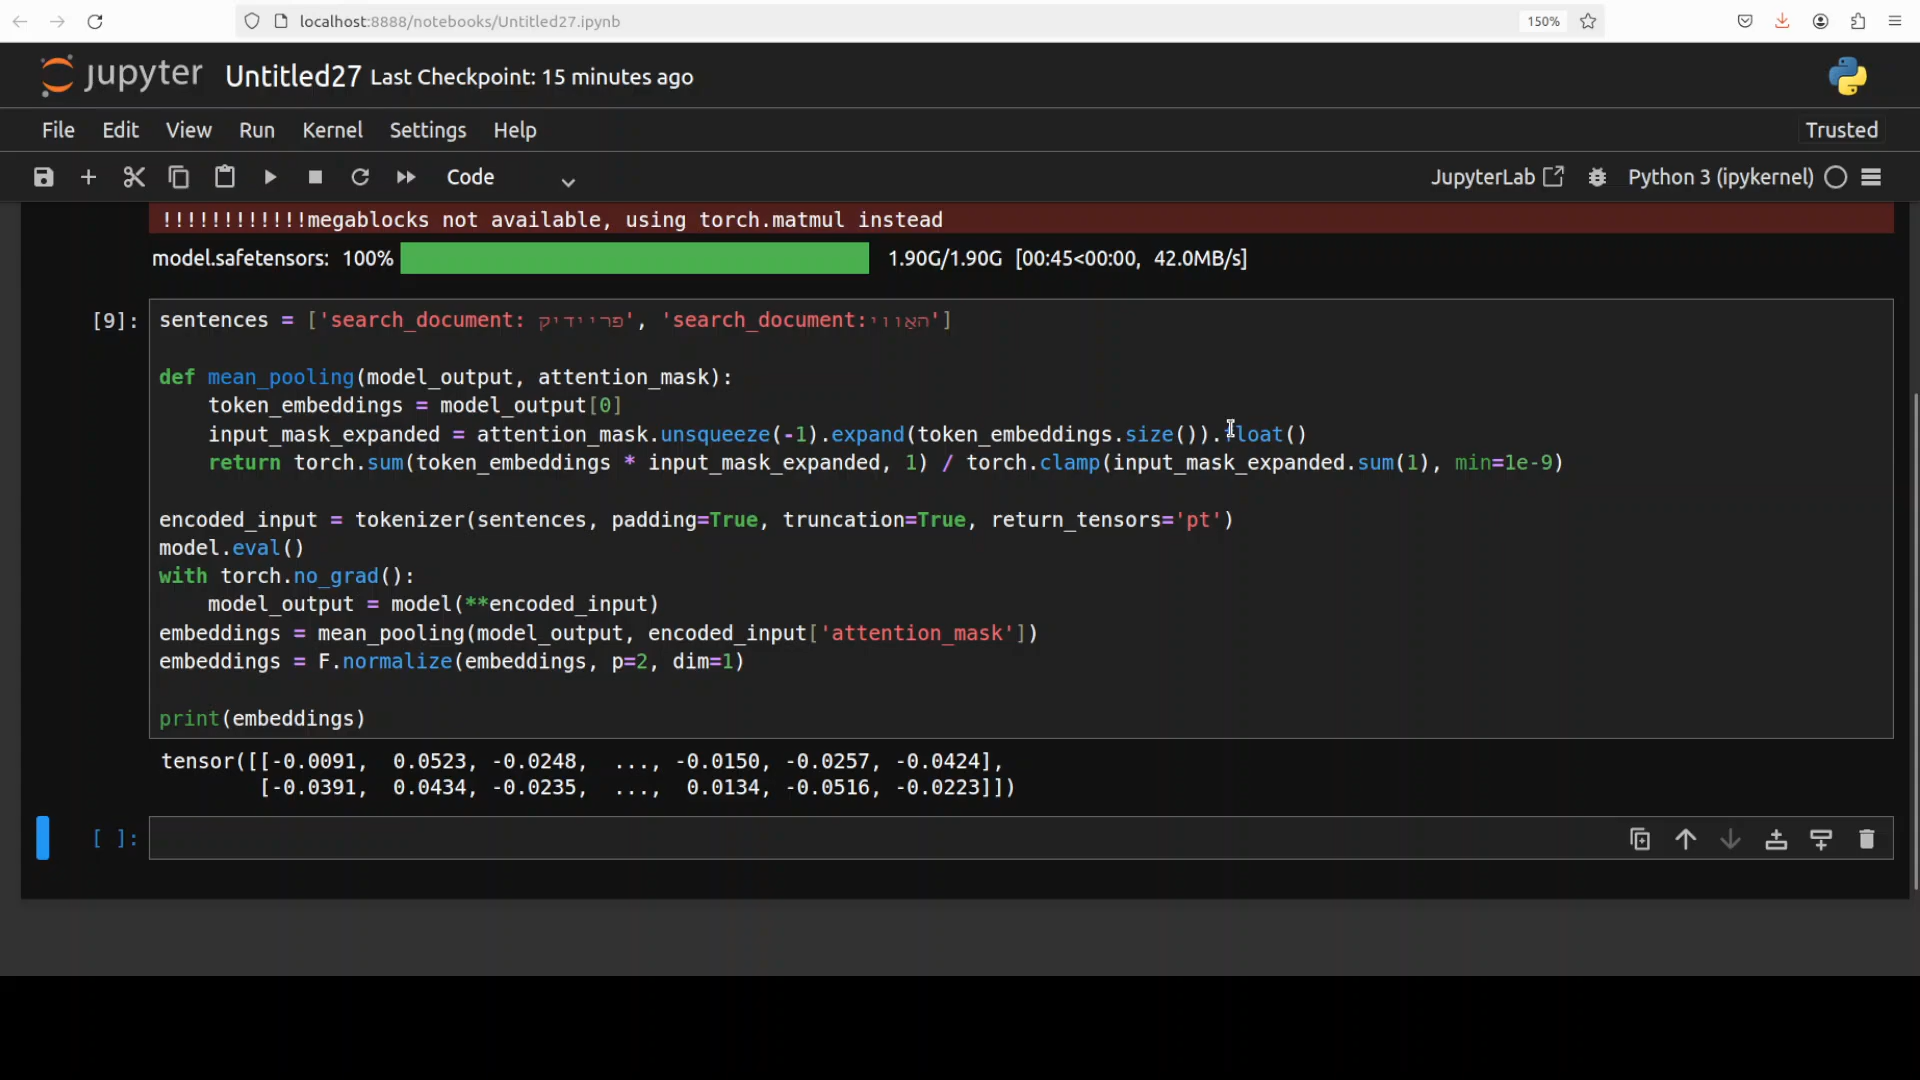 localhost:8888/notebooks/Untitled27.ipynb 150%
jupyter Untitled27 Last Checkpoint: 15 minutes ago
File Edit View Run Kernel Settings Help Trusted
Code JupyterLab Python 3 (ipykernel)
!!!!!!!!!!!!megablocks not available, using torch.matmul instead
model.safetensors: 100% 1.90G/1.90G [00:45<00:00, 42.0MB/s]
[9]: sentences = ['search_document: פריידיק', 'search_document:האַוויי']
def mean_pooling(model_output, attention_mask):
token_embeddings = model_output[0]
input_mask_expanded = attention_mask.unsqueeze(-1).expand(token_embeddings.size()).float()
return torch.sum(token_embeddings * input_mask_expanded, 1) / torch.clamp(input_mask_expanded.sum(1), min=1e-9)
encoded_input = tokenizer(sentences, padding=True, truncation=True, return_tensors='pt')
model.eval()
with torch.no_grad():
model_output = model(**encoded_input)
embeddings = mean_pooling(model_output, encoded_input['attention_mask'])
embeddings = F.normalize(embeddings, p=2, dim=1)
print(embeddings)
tensor([[-0.0091, 0.0523, -0.0248, ..., -0.0150, -0.0257, -0.0424],
[-0.0391, 0.0434, -0.0235, ..., 0.0134, -0.0516, -0.0223]])
[ ]: